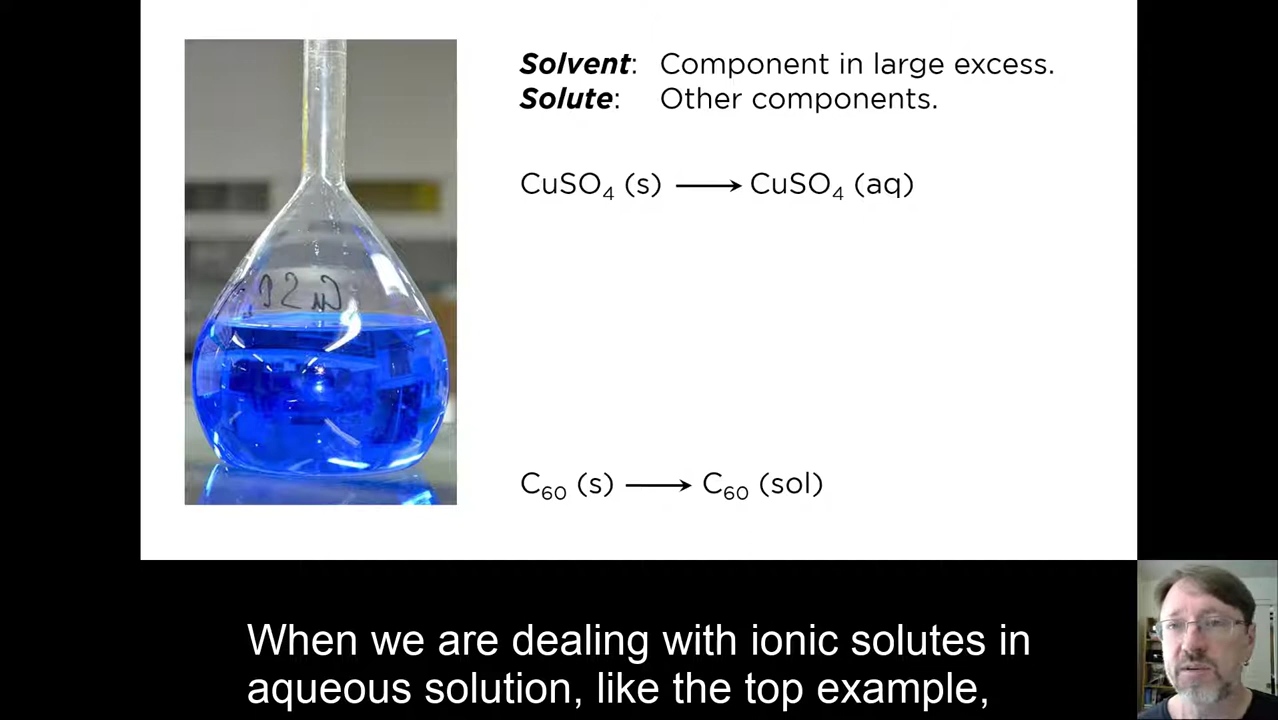 Solvent: Component in large excess.
Solute: Other components.
CuSO₄ (s) ⟶ CuSO₄ (aq)
C₆₀ (s) ⟶ C₆₀ (sol)
When we are dealing with ionic solutes in
aqueous solution, like the top example,